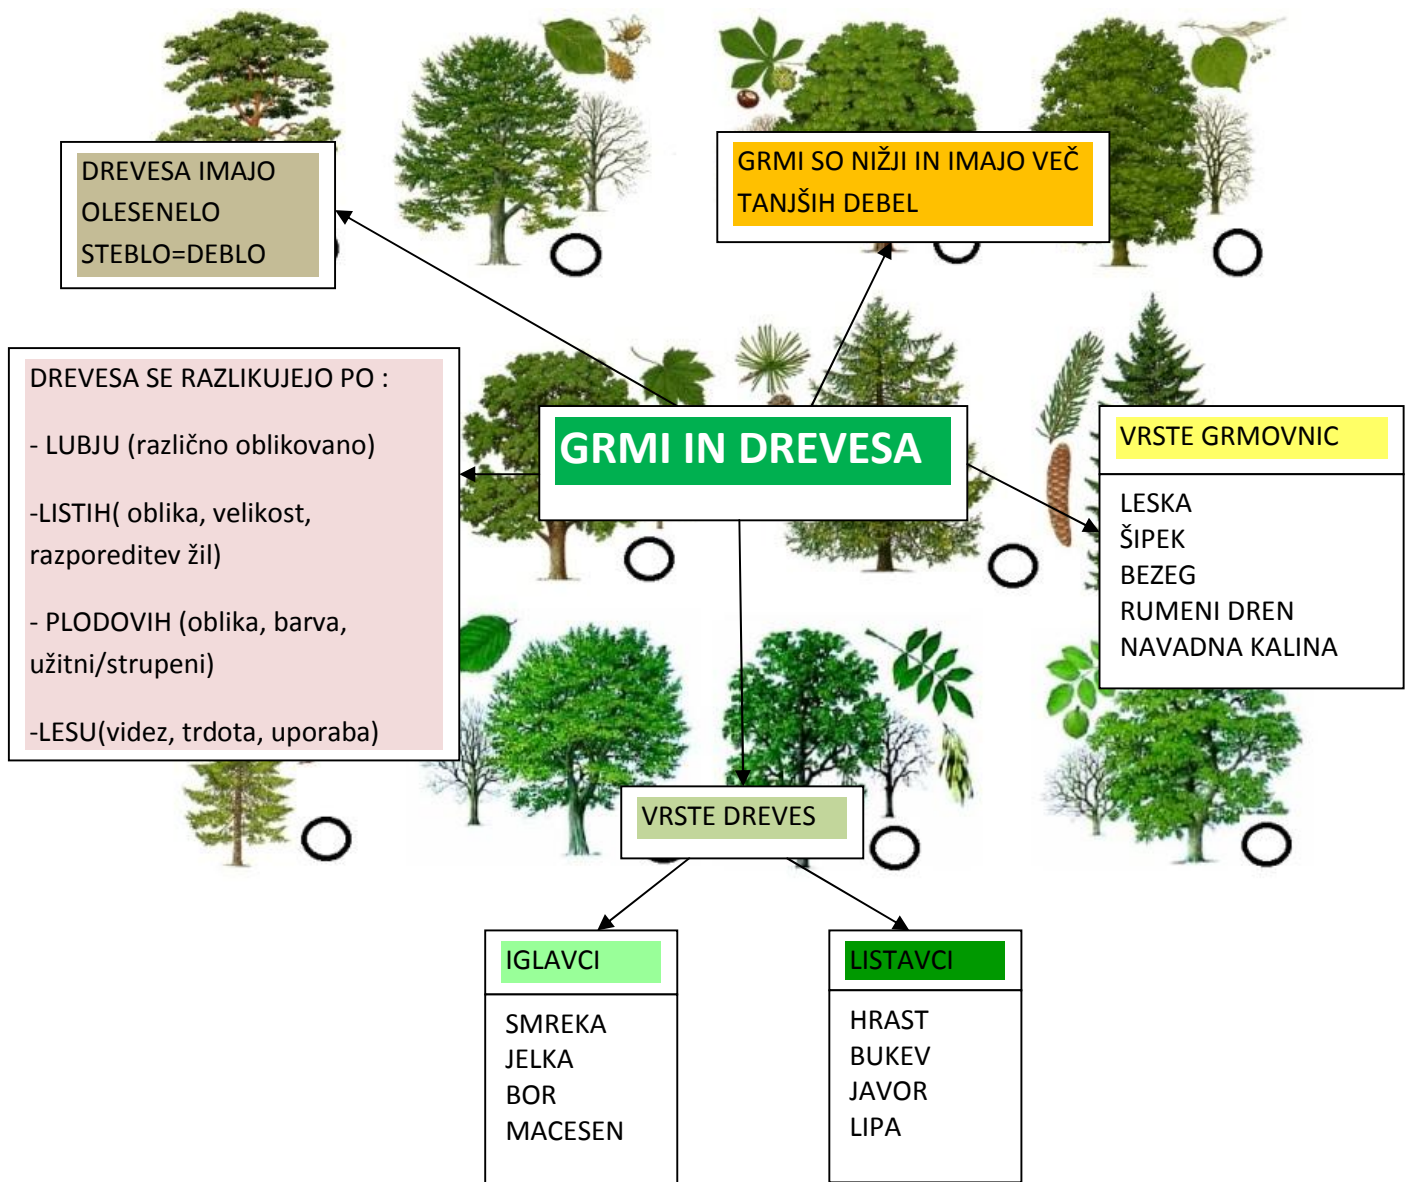 DREVESA IMAJO
OLESENELO
STEBLO=DEBLO
GRMI SO NIŽJI IN IMAJO VEČ
TANJŠIH DEBEL
DREVESA SE RAZLIKUJEJO PO :
- LUBJU (različno oblikovano)
-LISTIH( oblika, velikost,
razporeditev žil)
- PLODOVIH (oblika, barva,
užitni/strupeni)
-LESU(videz, trdota, uporaba)
GRMI IN DREVESA
VRSTE GRMOVNIC
LESKA
ŠIPEK
BEZEG
RUMENI DREN
NAVADNA KALINA
VRSTE DREVES
IGLAVCI
SMREKA
JELKA
BOR
MACESEN
LISTAVCI
HRAST
BUKEV
JAVOR
LIPA